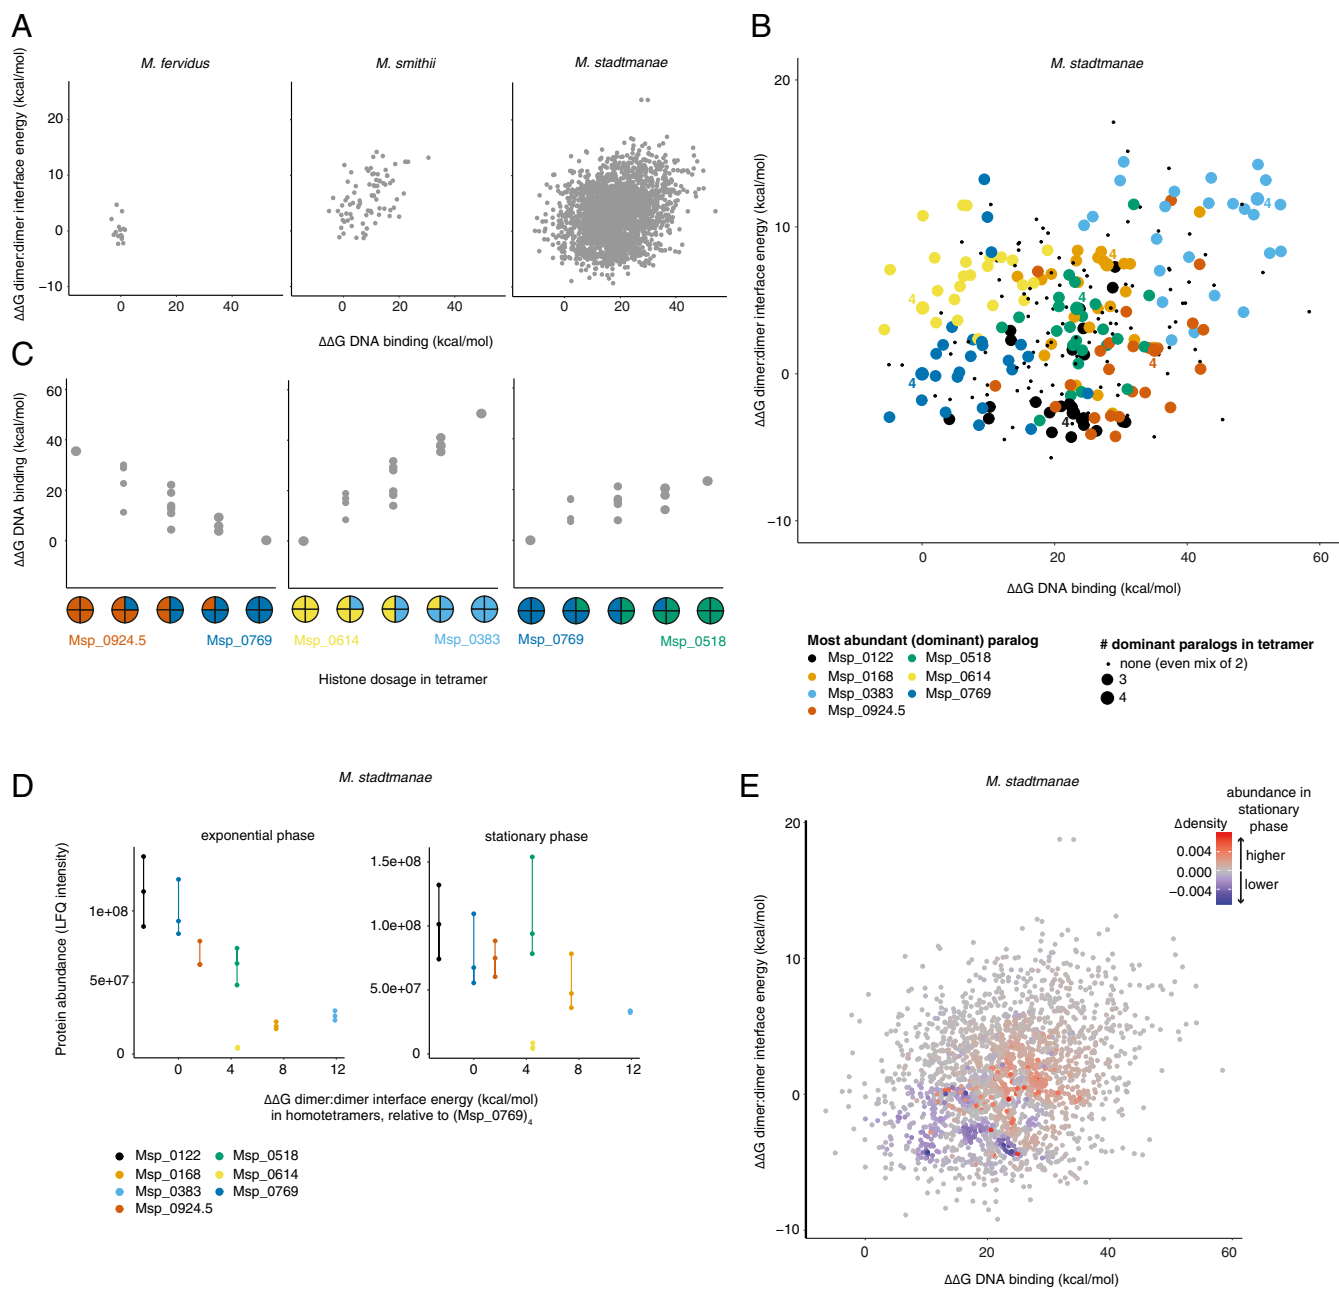 A
M. fervidus
M. smithii
M. stadtmanae
ΔΔG dimer:dimer interface energy (kcal/mol)
20
10
0
−10
0
20
40
0
20
40
0
20
40
ΔΔG DNA binding (kcal/mol)
B
M. stadtmanae
ΔΔG dimer:dimer interface energy (kcal/mol)
20
10
0
−10
4
4
4
4
4
4
4
0
20
40
60
ΔΔG DNA binding (kcal/mol)
Most abundant (dominant) paralog
Msp_0122
Msp_0168
Msp_0383
Msp_0924.5
Msp_0518
Msp_0614
Msp_0769
# dominant paralogs in tetramer
none (even mix of 2)
3
4
C
ΔΔG DNA binding (kcal/mol)
60
40
20
0
Msp_0924.5
Msp_0769
Msp_0614
Msp_0383
Msp_0769
Msp_0518
Histone dosage in tetramer
D
M. stadtmanae
exponential phase
stationary phase
Protein abundance (LFQ intensity)
1e+08
5e+07
0
1.5e+08
1.0e+08
5.0e+07
0
0
4
8
12
0
4
8
12
ΔΔG dimer:dimer interface energy (kcal/mol)
in homotetramers, relative to (Msp_0769)4
Msp_0122
Msp_0168
Msp_0383
Msp_0924.5
Msp_0518
Msp_0614
Msp_0769
E
M. stadtmanae
abundance in
stationary
phase
Δdensity
0.004
0.000
−0.004
higher
lower
ΔΔG dimer:dimer interface energy (kcal/mol)
20
10
0
−10
0
20
40
60
ΔΔG DNA binding (kcal/mol)